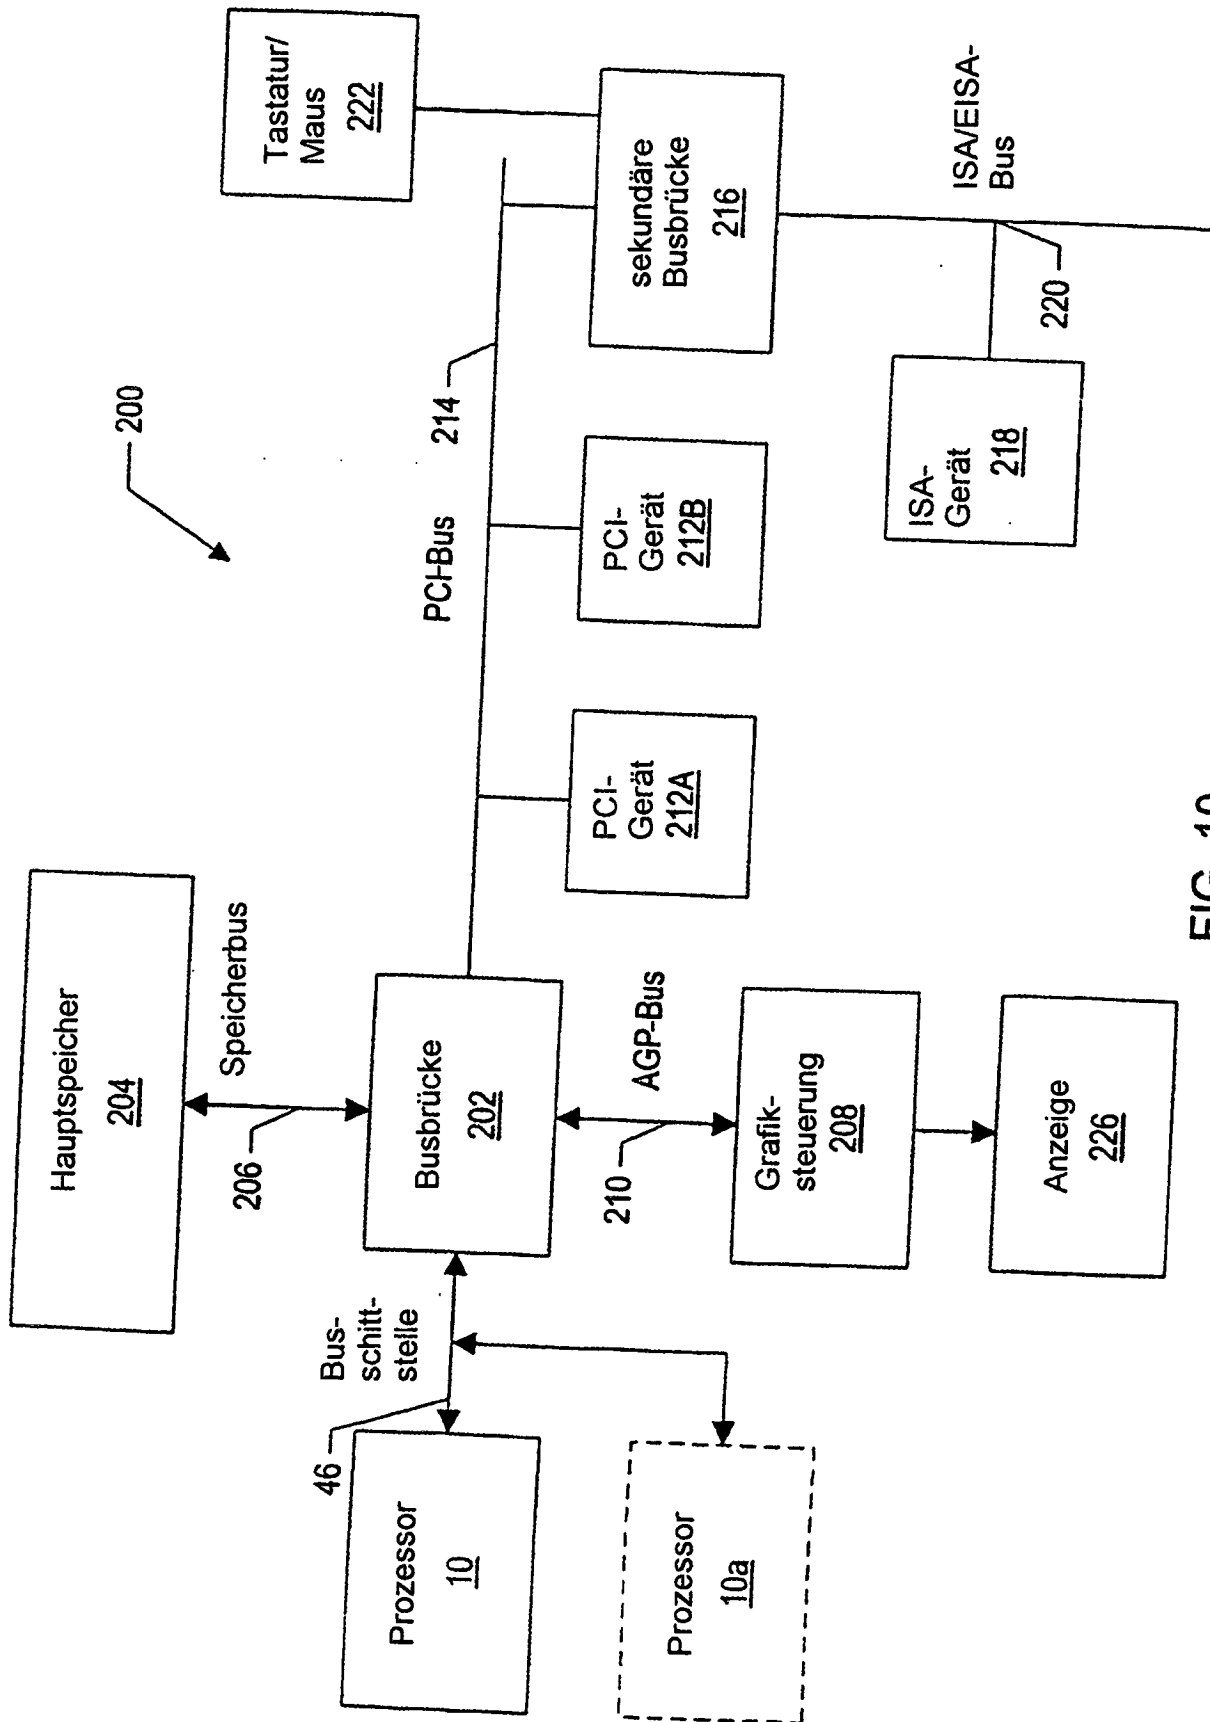 200
Hauptspeicher
204
Speicherbus
206
Tastatur/
Maus
222
Prozessor
10
46
Bus-
schitt-
stelle
Busbrücke
202
PCI-Bus
214
Prozessor
10a
210
AGP-Bus
PCI-
Gerät
212A
PCI-
Gerät
212B
sekundäre
Busbrücke
216
Grafik-
steuerung
208
ISA-
Gerät
218
220
ISA/EISA-
Bus
Anzeige
226
FIG. 10